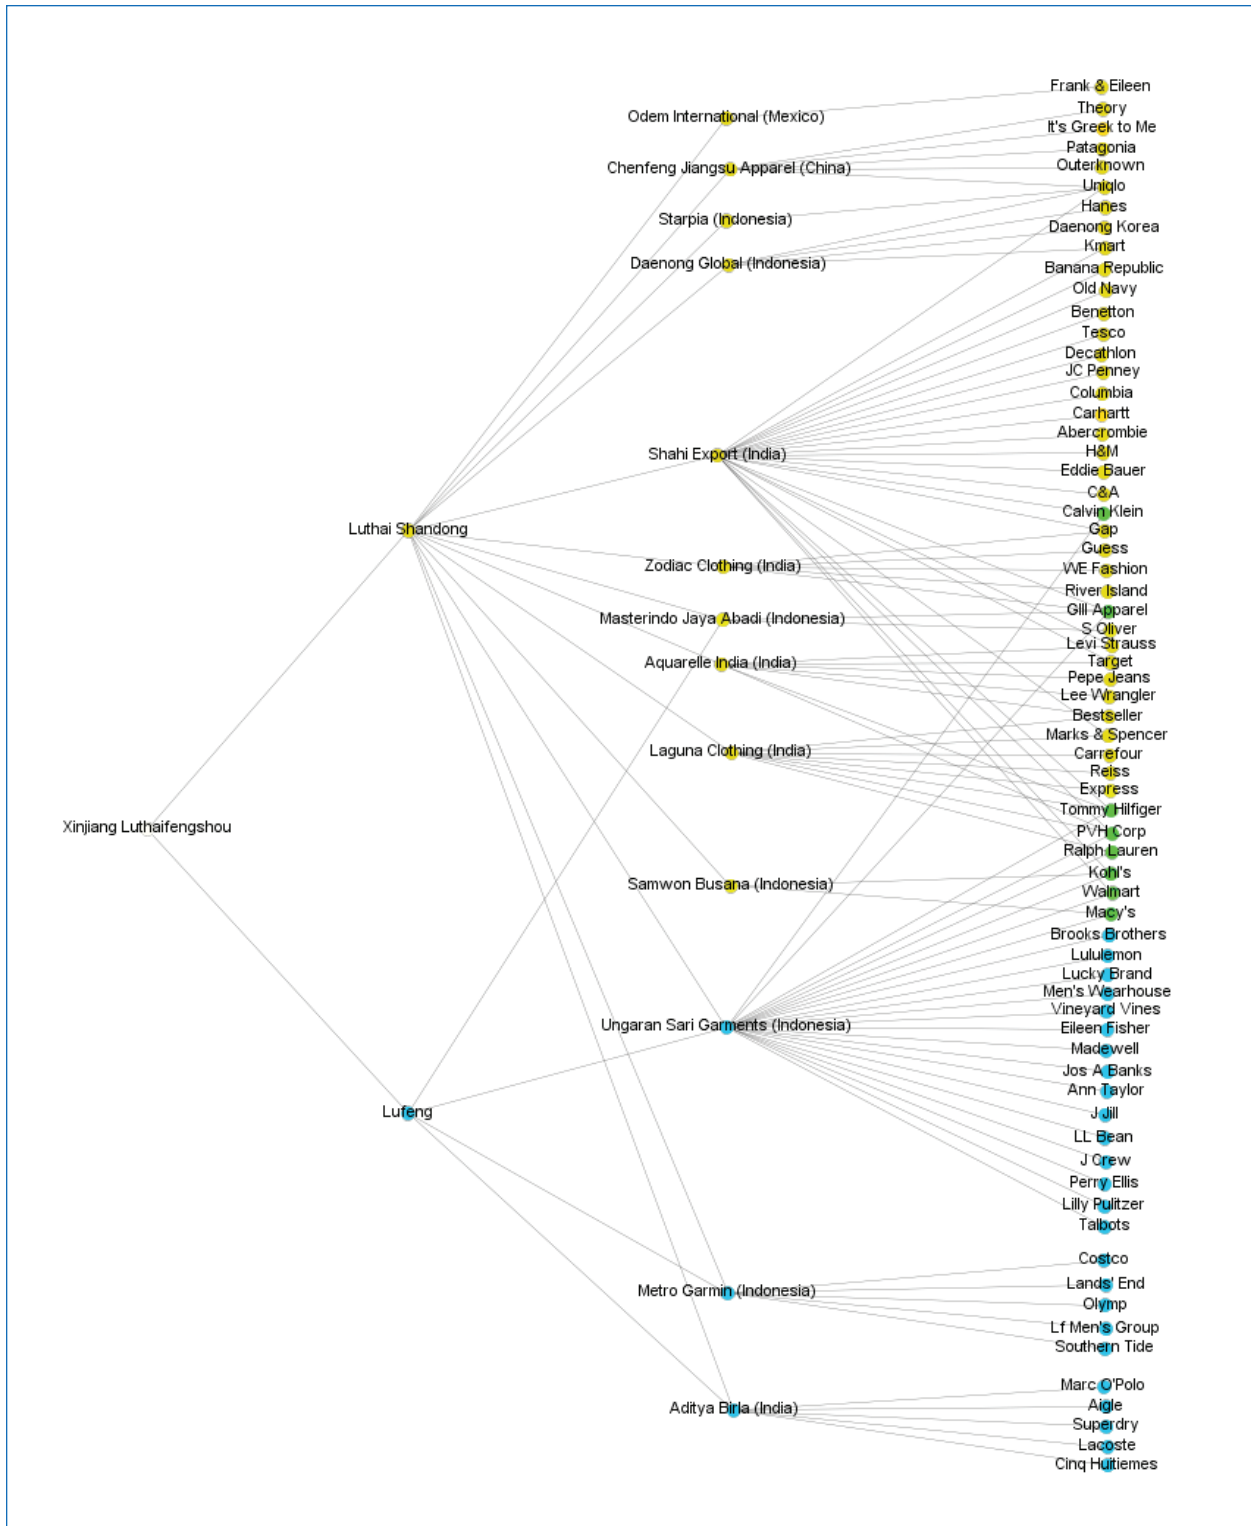 Xinjiang Luthaifengshou
Luthai Shandong
Lufeng
Odem International (Mexico)
Chenfeng Jiangsu Apparel (China)
Starpia (Indonesia)
Daenong Global (Indonesia)
Shahi Export (India)
Zodiac Clothing (India)
Masterindo Jaya Abadi (Indonesia)
Aquarelle India (India)
Laguna Clothing (India)
Samwon Busana (Indonesia)
Ungaran Sari Garments (Indonesia)
Metro Garmin (Indonesia)
Aditya Birla (India)
Frank & Eileen
Theory
It's Greek to Me
Patagonia
Outerknown
Uniqlo
Hanes
Daenong Korea
Kmart
Banana Republic
Old Navy
Benetton
Tesco
Decathlon
JC Penney
Columbia
Carhartt
Abercrombie
H&M
Eddie Bauer
C&A
Calvin Klein
Gap
Guess
WE Fashion
River Island
GIll Apparel
S Oliver
Levi Strauss
Target
Pepe Jeans
Lee Wrangler
Bestseller
Marks & Spencer
Carrefour
Reiss
Express
Tommy Hilfiger
PVH Corp
Ralph Lauren
Kohl's
Walmart
Macy's
Brooks Brothers
Lululemon
Lucky Brand
Men's Wearhouse
Vineyard Vines
Eileen Fisher
Madewell
Jos A Banks
Ann Taylor
J Jill
LL Bean
J Crew
Perry Ellis
Lilly Pulitzer
Talbots
Costco
Lands' End
Olymp
Lf Men's Group
Southern Tide
Marc O'Polo
Aigle
Superdry
Lacoste
Cinq Huitiemes